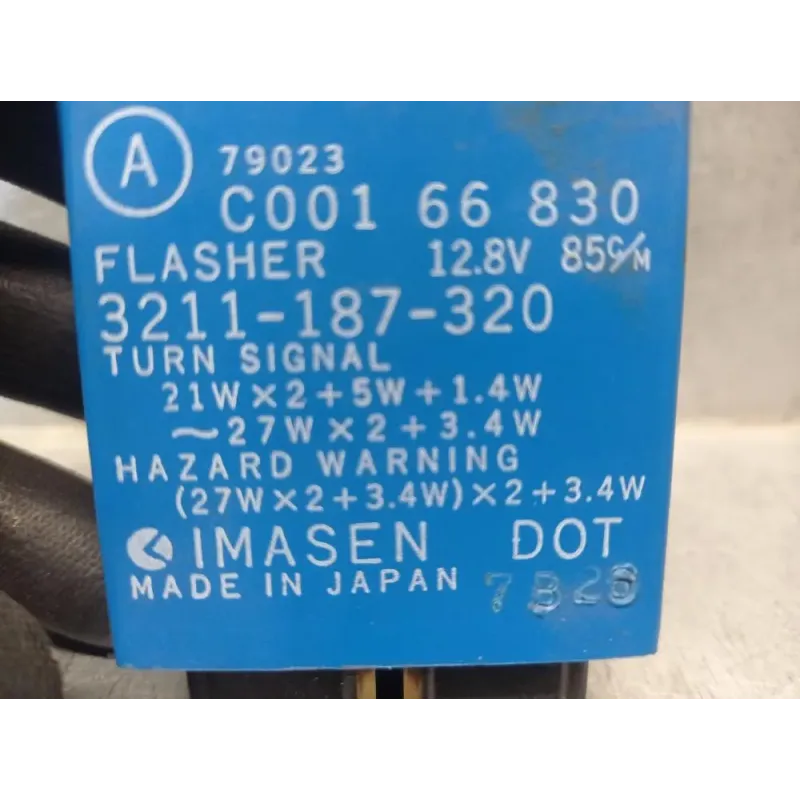 A 79023
C001 66 830
FLASHER 12.8V 85C/M
3211-187-320
TURN SIGNAL
21W×2+5W+1.4W
~27W×2+3.4W
HAZARD WARNING
(27W×2+3.4W)×2+3.4W
IMASEN DOT
MADE IN JAPAN